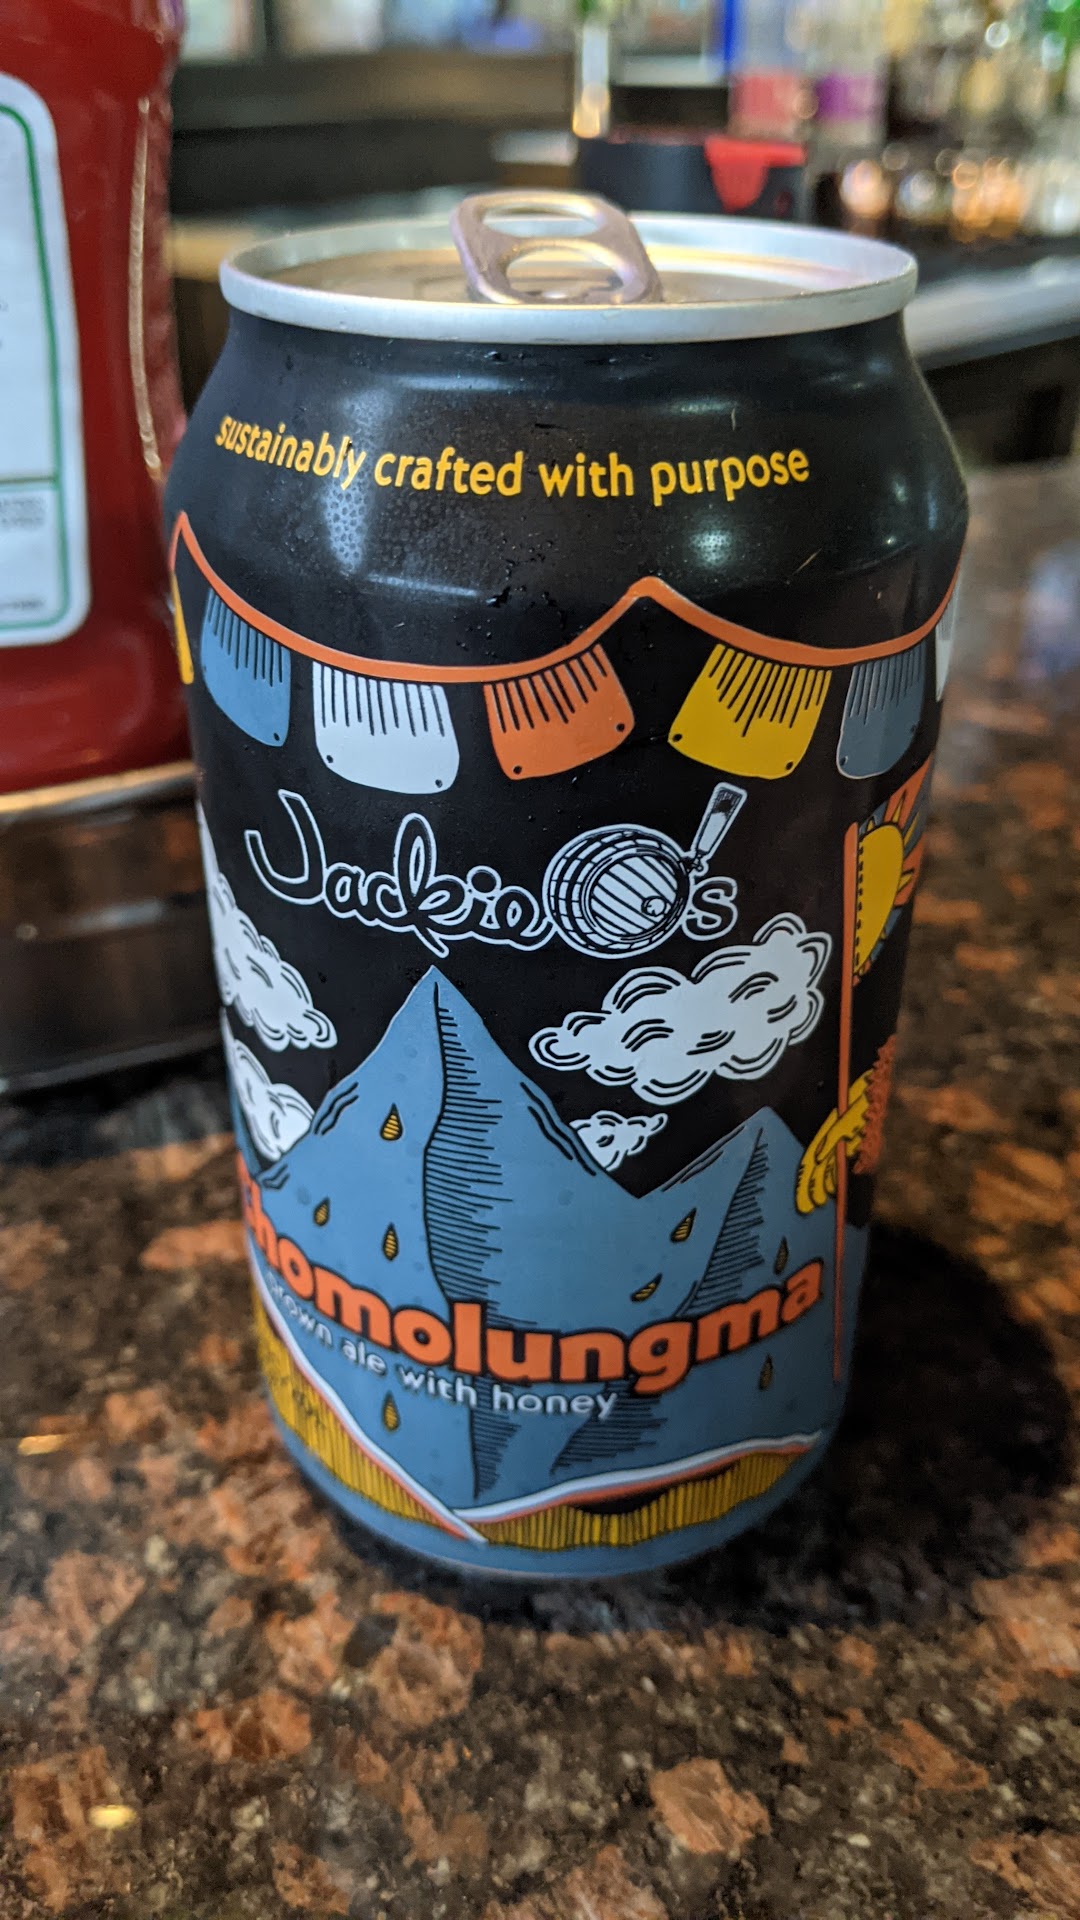 sustainably crafted with purpose
Jackie O's
Chomolungma
brown ale with honey